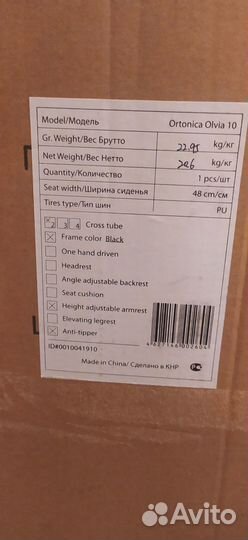 Model/Модель Ortonica Olvia 10
Gr. Weight/Вес Брутто 22.95 kg/кг
Net Weight/Вес Нетто kg/кг
Quantity/Количество 1 pcs/шт
Seat width/Ширина сиденья 48 cm/см
Tires type/Тип шин PU
2 3 4 Cross tube
Frame color Black
One hand driven
Headrest
Angle adjustable backrest
Seat cushion
Height adjustable armrest
Elevating legrest
Anti-tipper
4627146002604
ID#0010041910
Made in China/ Сделано в КНР
Avito